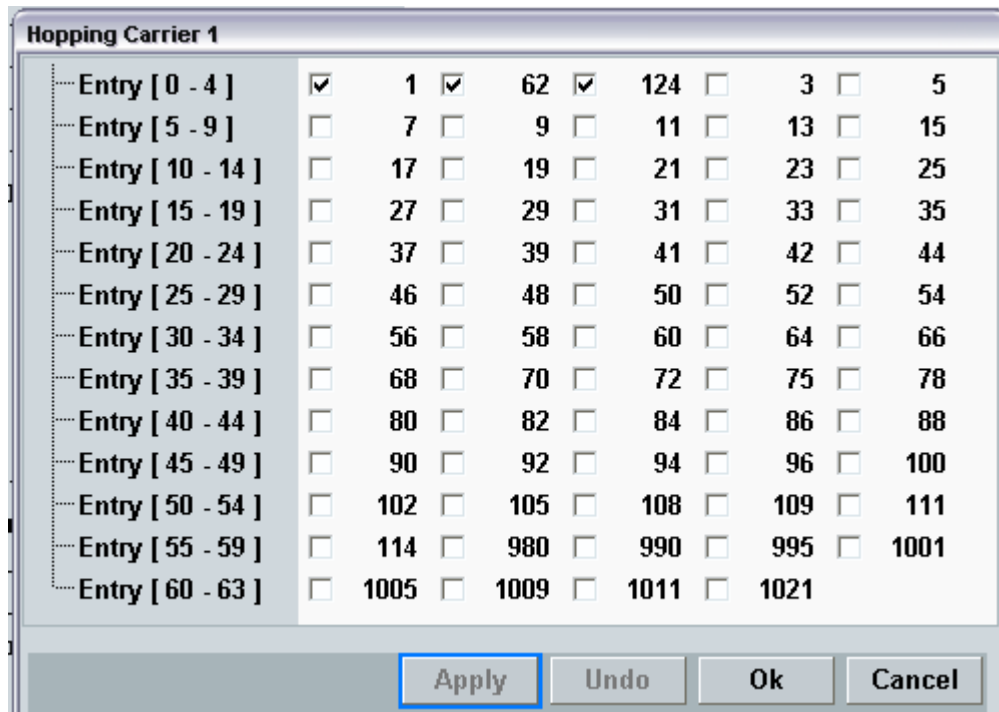 Hopping Carrier 1
Entry [ 0 - 4 ] 1 62 124 3 5
Entry [ 5 - 9 ] 7 9 11 13 15
Entry [ 10 - 14 ] 17 19 21 23 25
Entry [ 15 - 19 ] 27 29 31 33 35
Entry [ 20 - 24 ] 37 39 41 42 44
Entry [ 25 - 29 ] 46 48 50 52 54
Entry [ 30 - 34 ] 56 58 60 64 66
Entry [ 35 - 39 ] 68 70 72 75 78
Entry [ 40 - 44 ] 80 82 84 86 88
Entry [ 45 - 49 ] 90 92 94 96 100
Entry [ 50 - 54 ] 102 105 108 109 111
Entry [ 55 - 59 ] 114 980 990 995 1001
Entry [ 60 - 63 ] 1005 1009 1011 1021
Apply Undo Ok Cancel